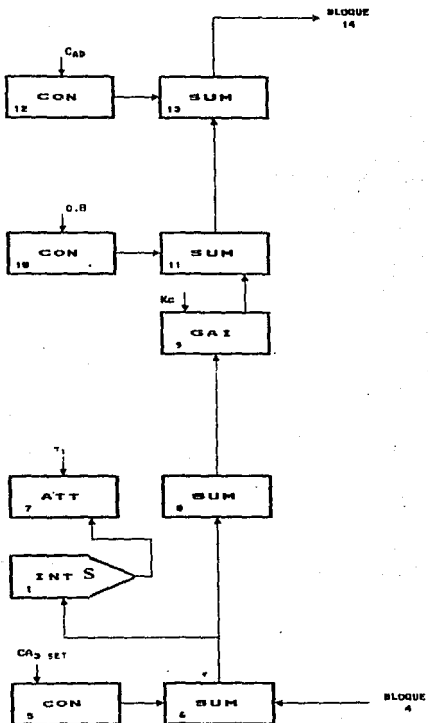 BLOQUE
14
CAD
CON
12
SUM
13
0.8
CON
10
SUM
11
Kc
GAI
9
ATT
7
SUM
8
INT S
1
CA3 SET
CON
5
SUM
6
BLOQUE
4